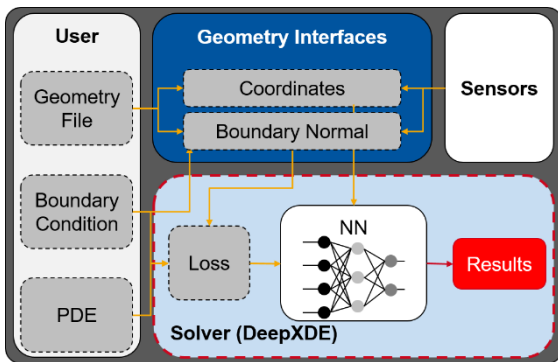 User
Geometry
File
Boundary
Condition
PDE
Geometry Interfaces
Coordinates
Boundary Normal
Sensors
Loss
NN
Results
Solver (DeepXDE)